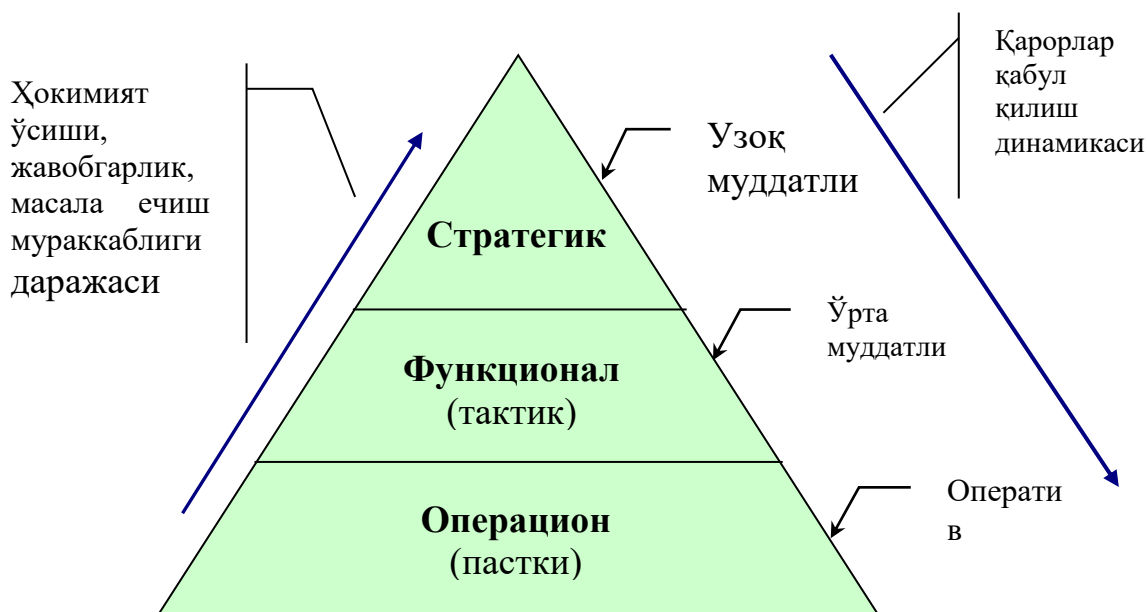 Ҳокимият
ўсиши,
жавобгарлик,
масала ечиш
мураккаблиги
даражаси
Стратегик
Функционал
(тактик)
Операцион
(пастки)
Узоқ
муддатли
Ўрта
муддатли
Операти
в
Қарорлар
қабул
қилиш
динамикаси